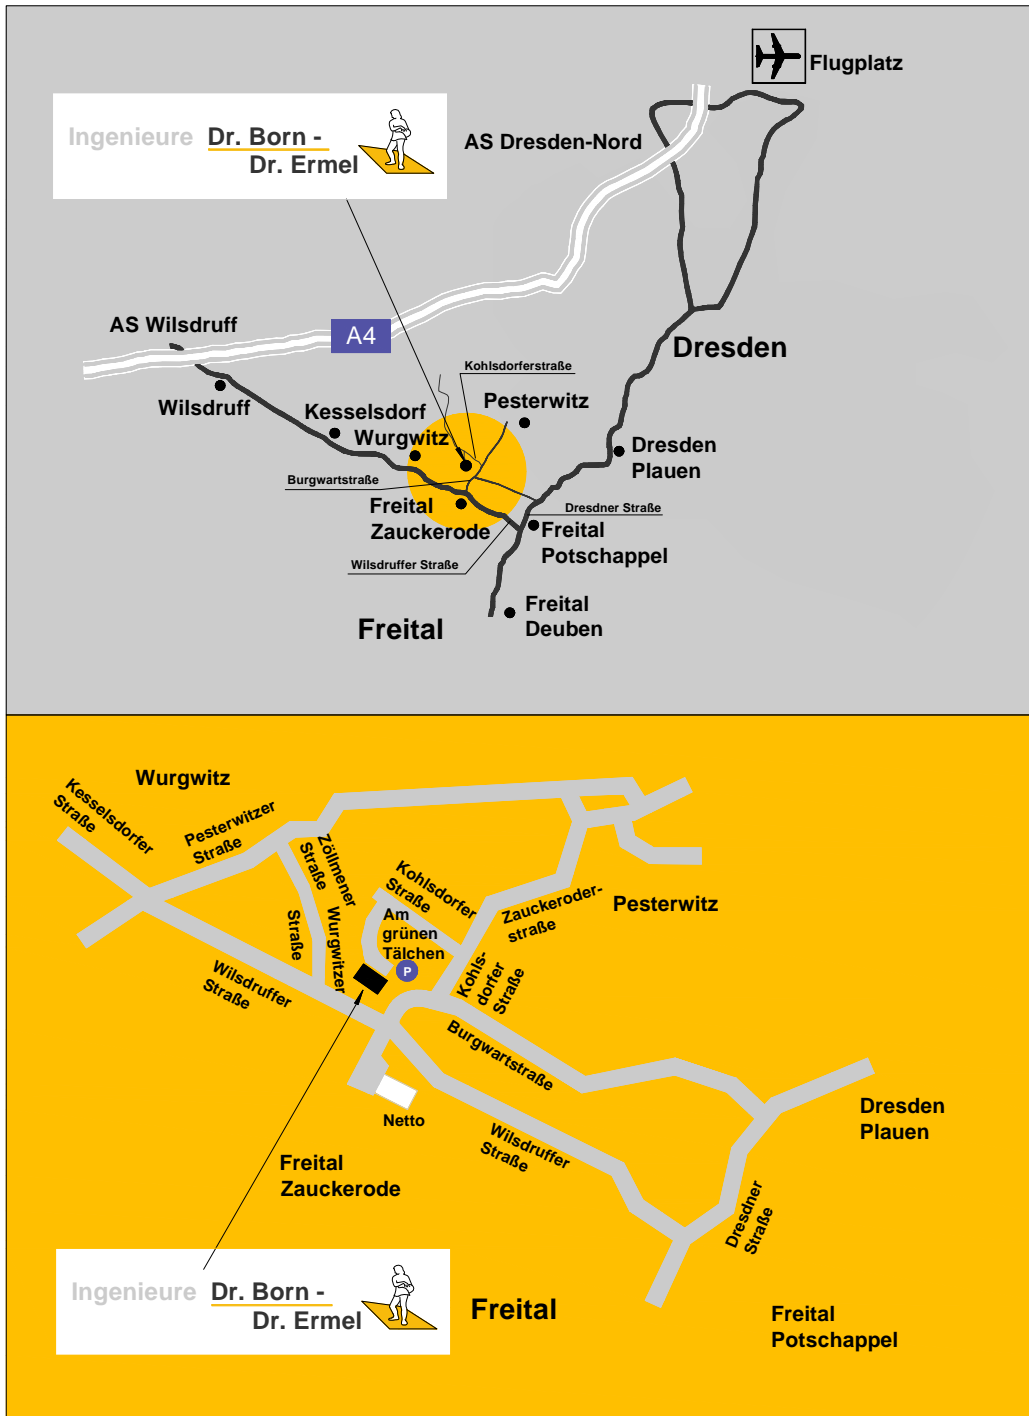 Flugplatz
AS Dresden-Nord
Ingenieure Dr. Born -
Dr. Ermel
AS Wilsdruff
A4
Dresden
Kohlsdorferstraße
Wilsdruff
Pesterwitz
Kesselsdorf
Wurgwitz
Dresden
Plauen
Burgwartstraße
Freital
Zauckerode
Dresdner Straße
Freital
Potschappel
Wilsdruffer Straße
Freital
Deuben
Freital
Wurgwitz
Kesselsdorfer
Straße
Pesterwitzer
Straße
Zöllmener
Straße
Kohlsdorfer
Straße
Zauckeroder-
straße
Pesterwitz
Am
grünen
Tälchen
P
Wurgwitzer
Straße
Kohls-
dorfer
Straße
Wilsdruffer
Straße
Burgwartstraße
Netto
Dresden
Plauen
Wilsdruffer
Straße
Freital
Zauckerode
Dresdner
Straße
Ingenieure Dr. Born -
Dr. Ermel
Freital
Freital
Potschappel